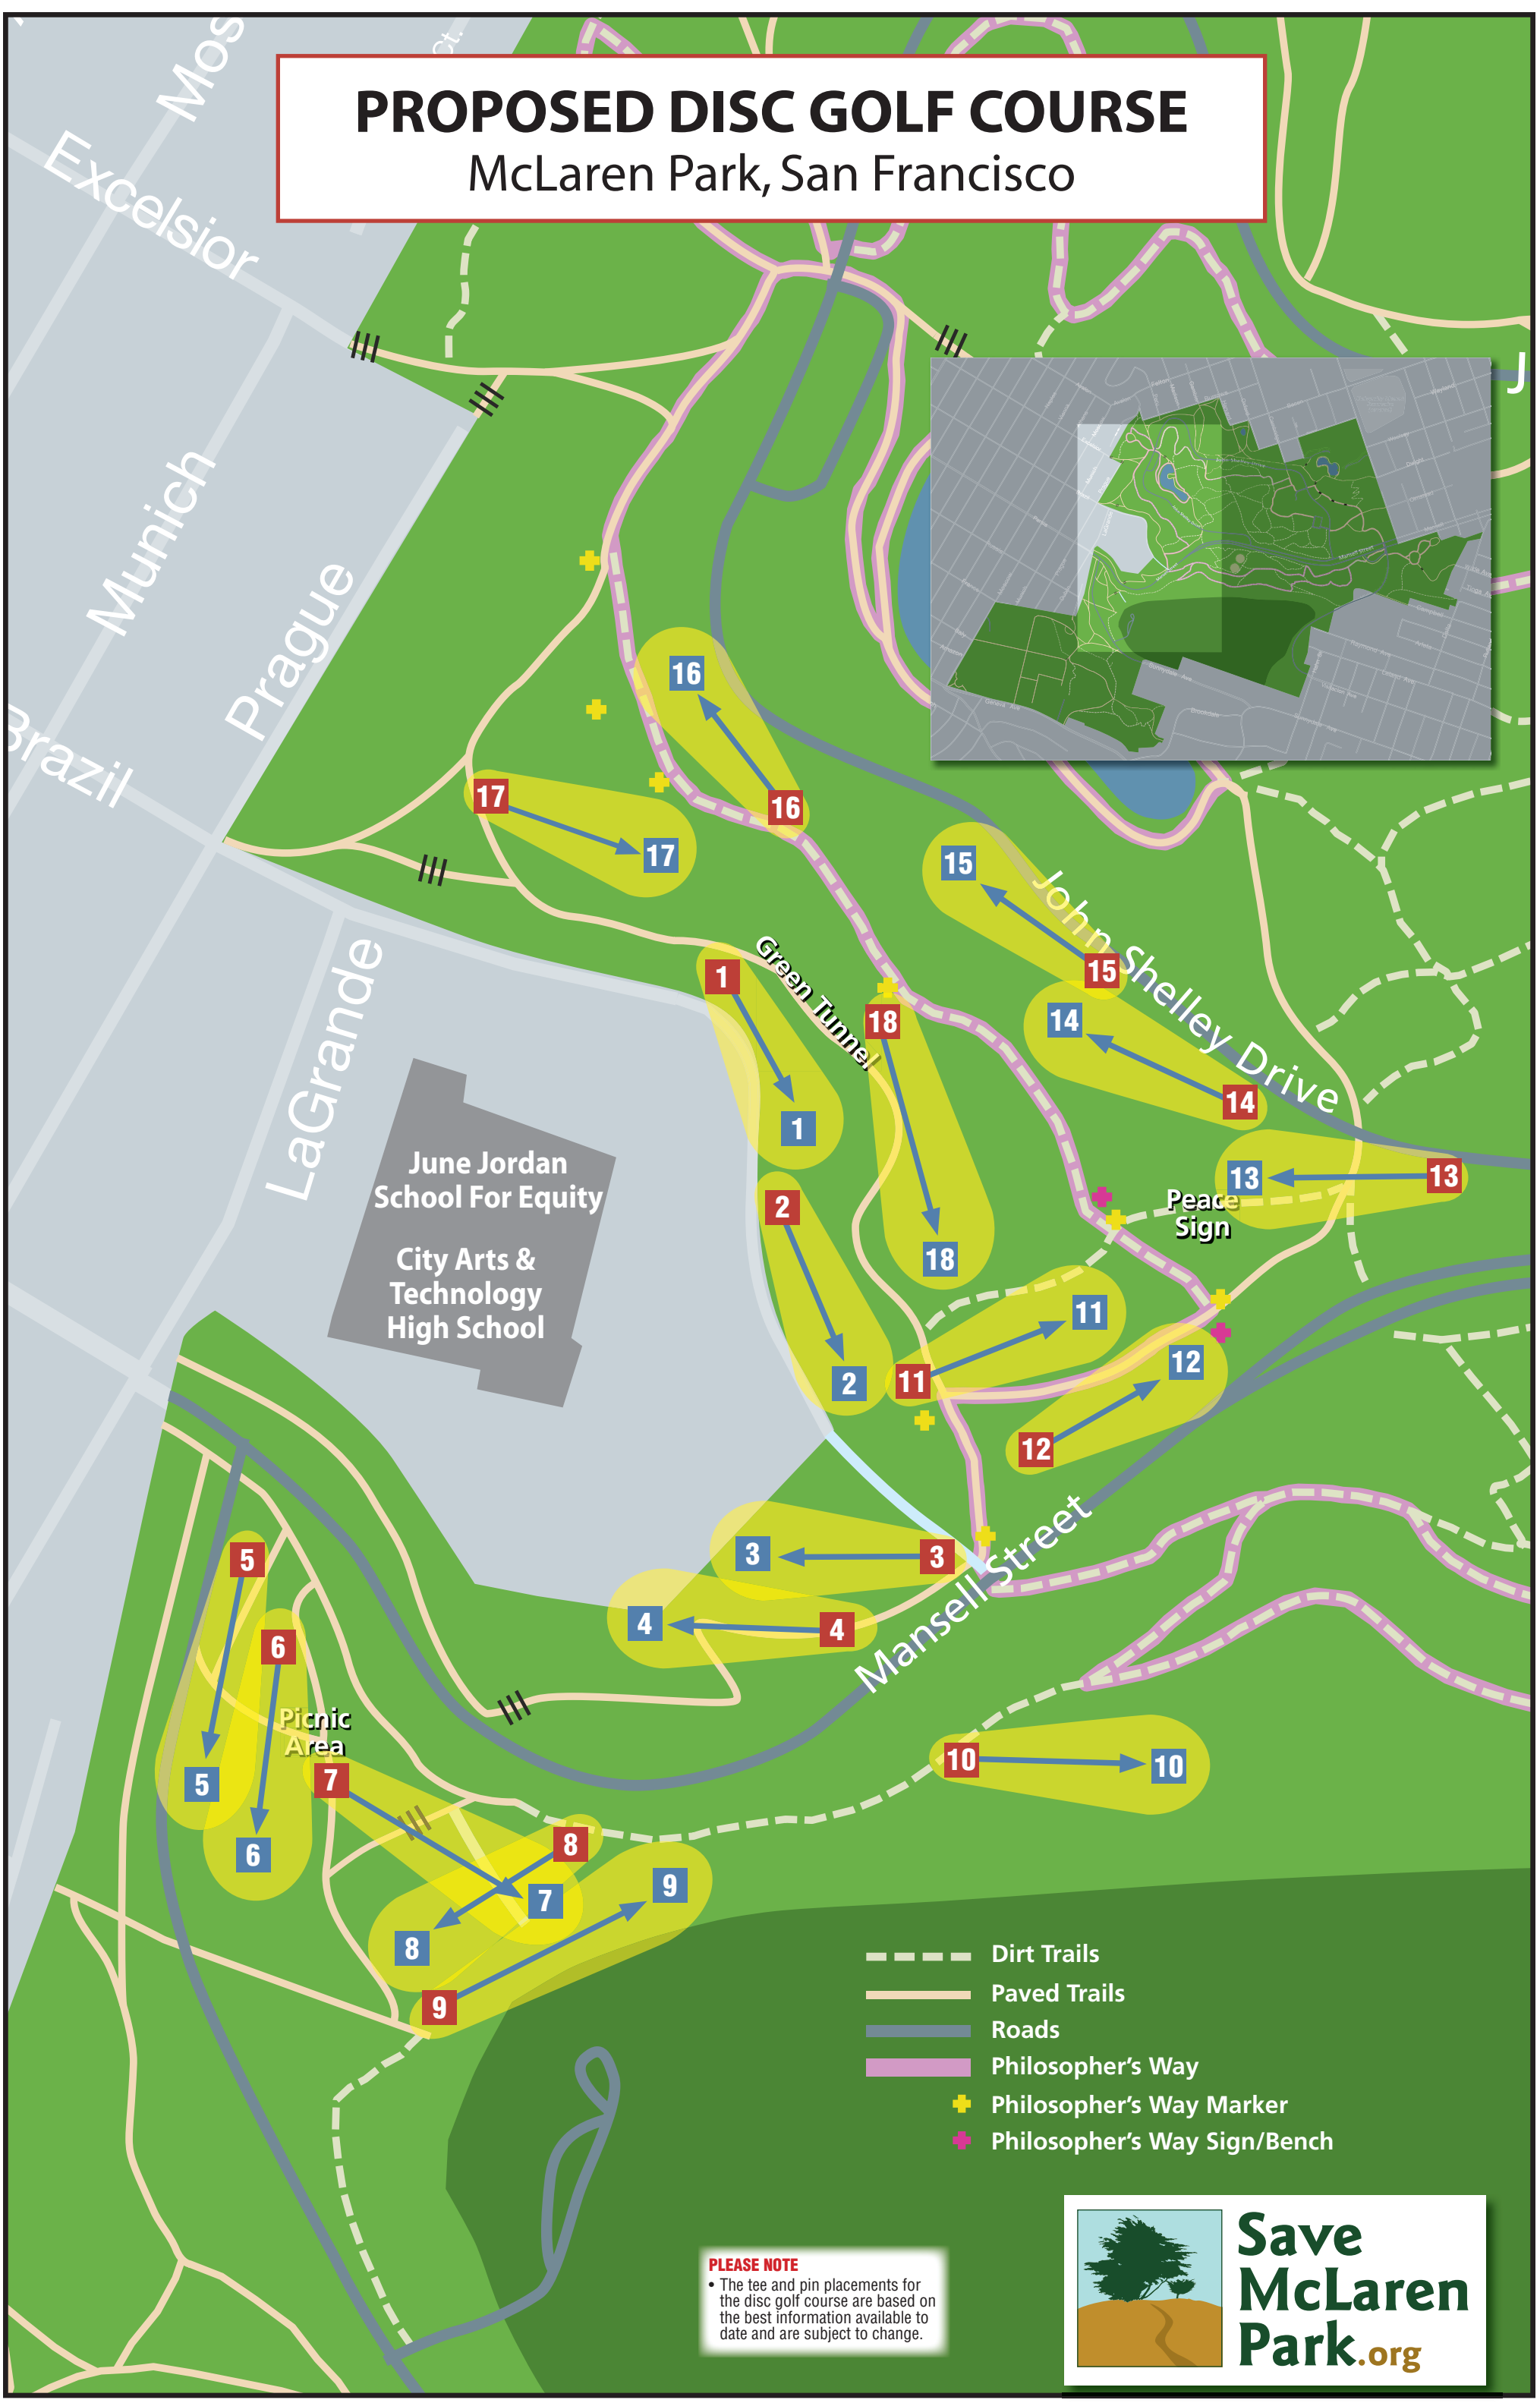 PROPOSED DISC GOLF COURSE
McLaren Park, San Francisco
Mos
Ct.
Excelsior
Munich
Prague
Brazil
LaGrande
J
16
16
17
17
15
15
John Shelley Drive
Green Tunnel
1
1
18
18
14
14
13
13
Peace
Sign
June Jordan
School For Equity
City Arts &
Technology
High School
2
2
11
11
12
12
3
3
4
4
Mansell Street
5
5
6
6
Picnic
Area
7
7
8
8
9
9
10
10
Dirt Trails
Paved Trails
Roads
Philosopher's Way
Philosopher's Way Marker
Philosopher's Way Sign/Bench
PLEASE NOTE
• The tee and pin placements for
the disc golf course are based on
the best information available to
date and are subject to change.
Save
McLaren
Park.org